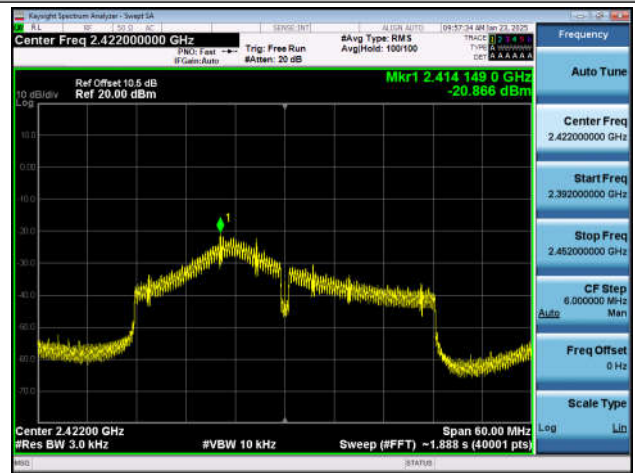 Keysight Spectrum Analyzer - Swept SA
RL RF 50 Ω AC SENSE:INT ALIGN AUTO 09:57:34 AM Jan 23, 2025
Center Freq 2.422000000 GHz
PNO: Fast
IFGain:Auto
Trig: Free Run
#Atten: 20 dB
#Avg Type: RMS
Avg|Hold: 100/100
TRACE 1 2 3 4 5 6
TYPE A WWWWW
DET A A A A A A
Mkr1 2.414 149 0 GHz
-20.866 dBm
Ref Offset 10.5 dB
10 dB/div Ref 20.00 dBm
Log
10.0
0.00
-10.0
-20.0
-30.0
-40.0
-50.0
-60.0
-70.0
1
Center 2.42200 GHz
Span 60.00 MHz
#Res BW 3.0 kHz
#VBW 10 kHz
Sweep (#FFT) ~1.888 s (40001 pts)
MSG
STATUS
Frequency
Auto Tune
Center Freq
2.422000000 GHz
Start Freq
2.392000000 GHz
Stop Freq
2.452000000 GHz
CF Step
6.000000 MHz
Auto Man
Freq Offset
0 Hz
Scale Type
Log Lin